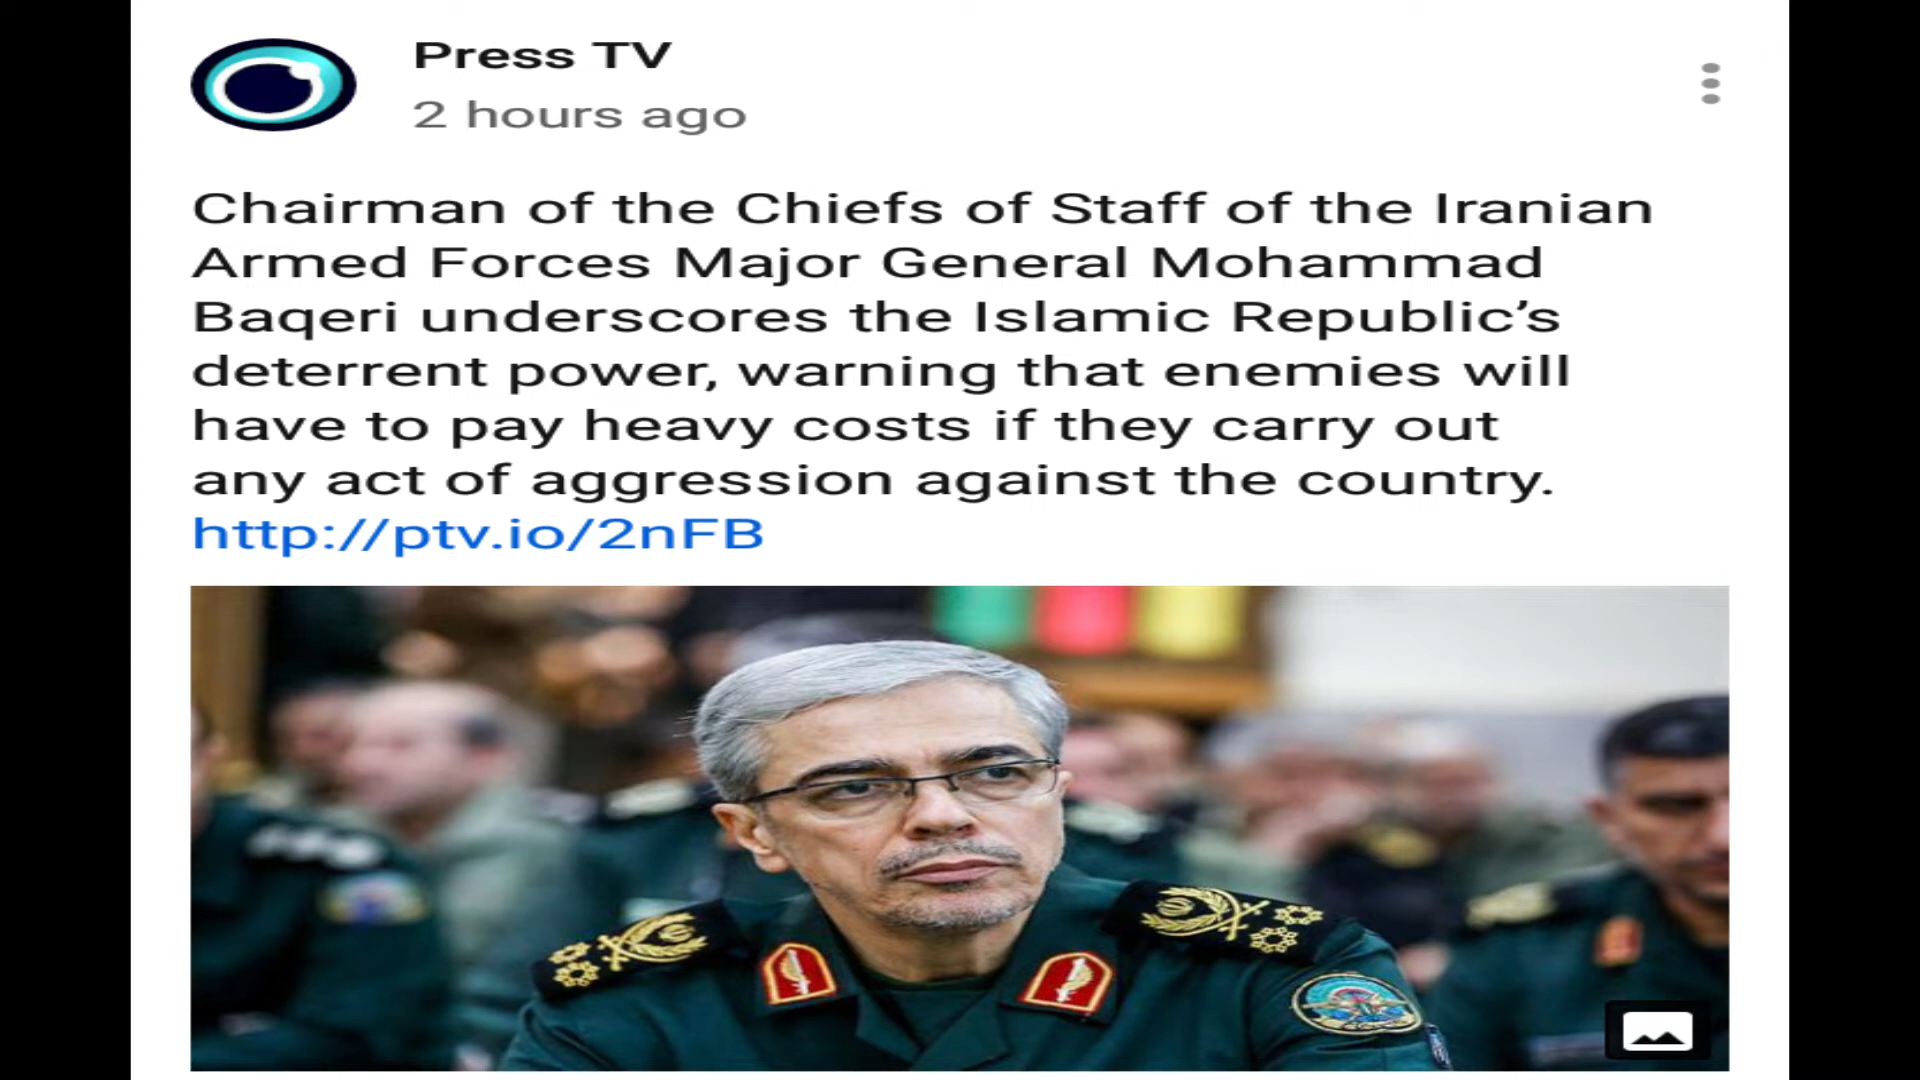 Press TV
2 hours ago
Chairman of the Chiefs of Staff of the Iranian
Armed Forces Major General Mohammad
Baqeri underscores the Islamic Republic’s
deterrent power, warning that enemies will
have to pay heavy costs if they carry out
any act of aggression against the country.
http://ptv.io/2nFB